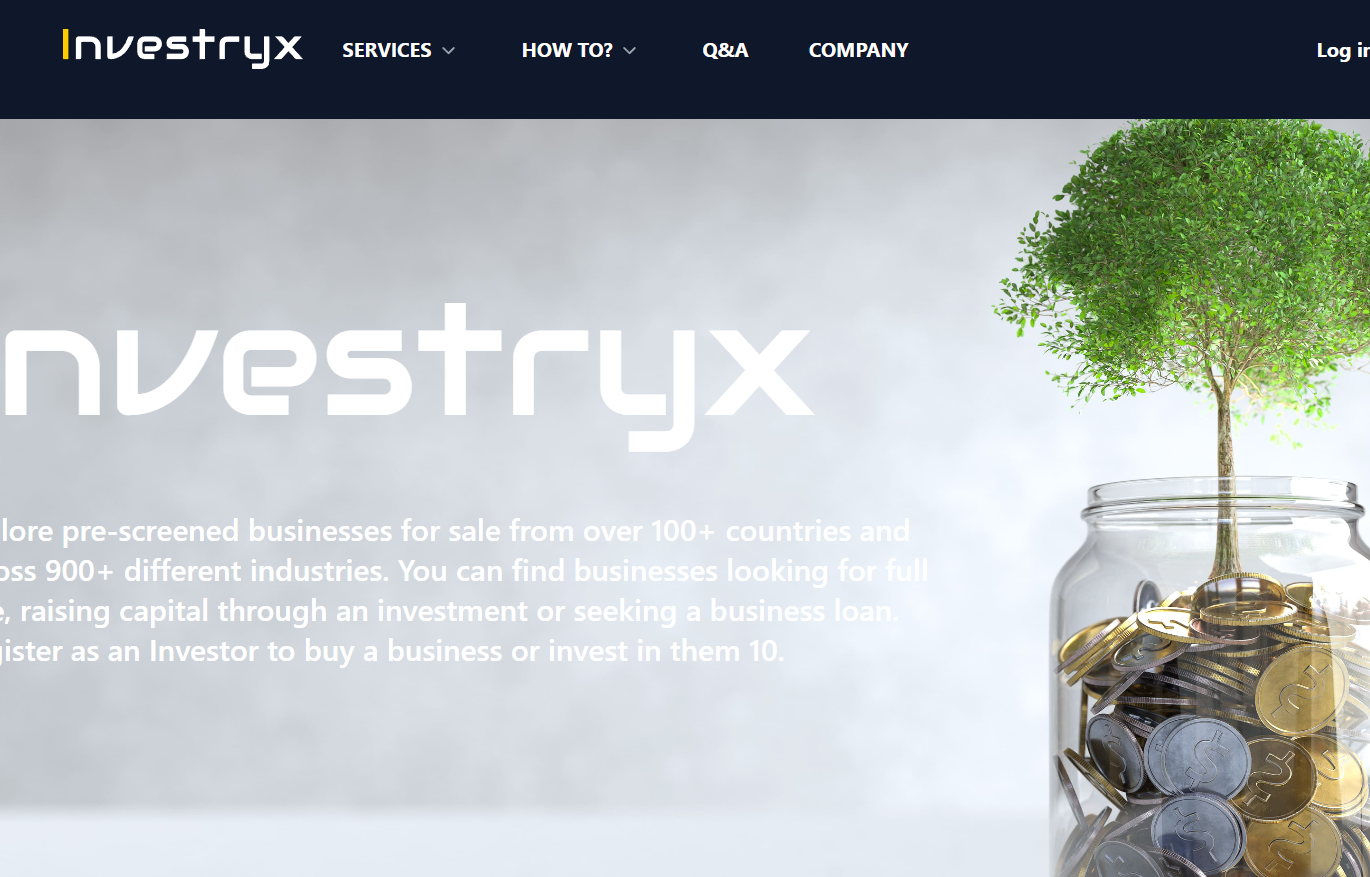 Investryx
SERVICES
HOW TO?
Q&A
COMPANY
Log in
nvestryx
lore pre-screened businesses for sale from over 100+ countries and
oss 900+ different industries. You can find businesses looking for full
e, raising capital through an investment or seeking a business loan.
gister as an Investor to buy a business or invest in them 10.